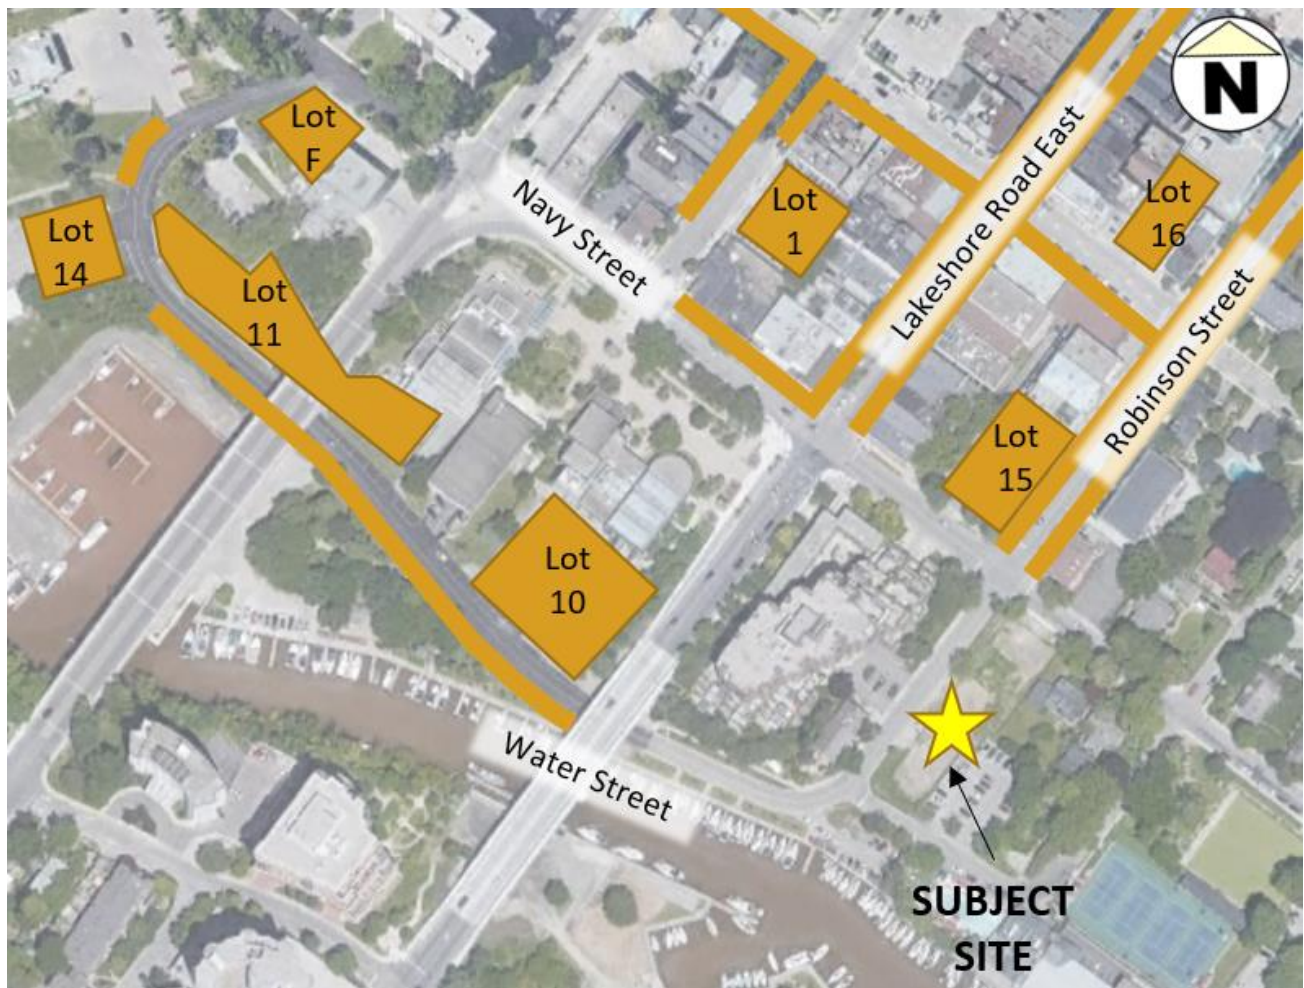 N
Lot
F
Lakeshore Road East
Lot
16
Navy Street
Lot
1
Lot
14
Lot
11
Robinson Street
Lot
15
Lot
10
Water Street
SUBJECT
SITE